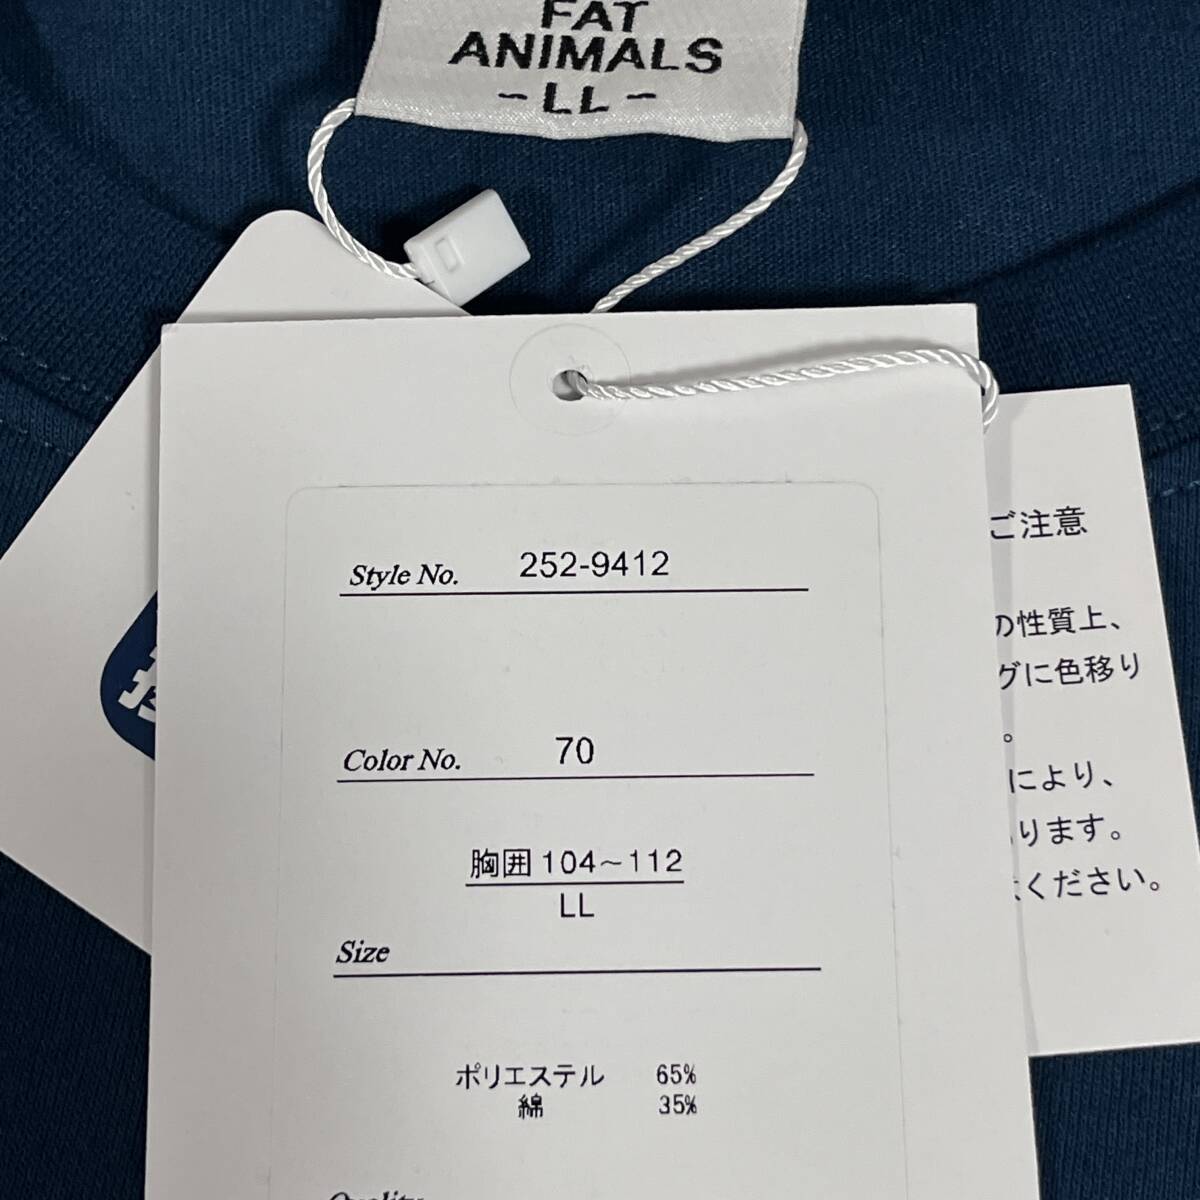 FAT
ANIMALS
- LL -
Style No. 252-9412
Color No. 70
胸囲 104~112
LL
Size
ポリエステル 65%
綿 35%
Quality
ご注意
の性質上、
グに色移り
。
により、
ります。
ください。